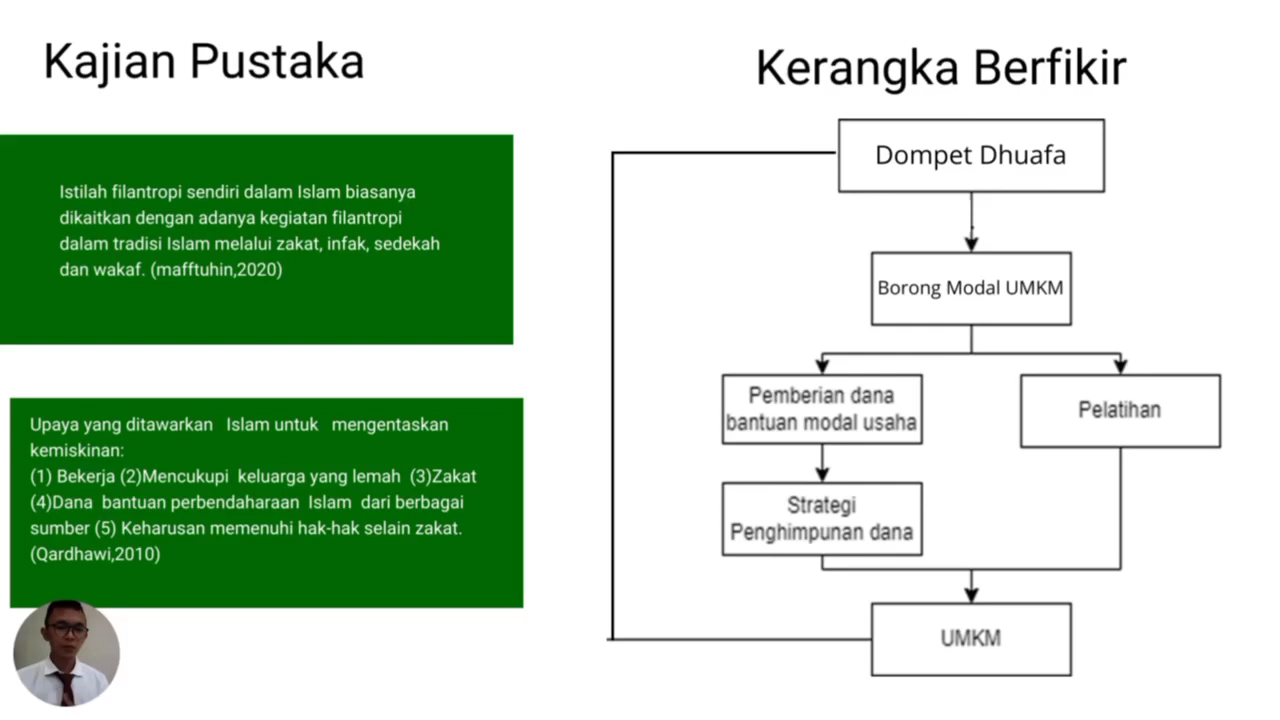 Kajian Pustaka
Istilah filantropi sendiri dalam Islam biasanya
dikaitkan dengan adanya kegiatan filantropi
dalam tradisi Islam melalui zakat, infak, sedekah
dan wakaf. (mafftuhin,2020)
Upaya yang ditawarkan Islam untuk mengentaskan
kemiskinan:
(1) Bekerja (2)Mencukupi keluarga yang lemah (3)Zakat
(4)Dana bantuan perbendaharaan Islam dari berbagai
sumber (5) Keharusan memenuhi hak-hak selain zakat.
(Qardhawi,2010)
Kerangka Berfikir
Dompet Dhuafa
Borong Modal UMKM
Pemberian dana
bantuan modal usaha
Pelatihan
Strategi
Penghimpunan dana
UMKM